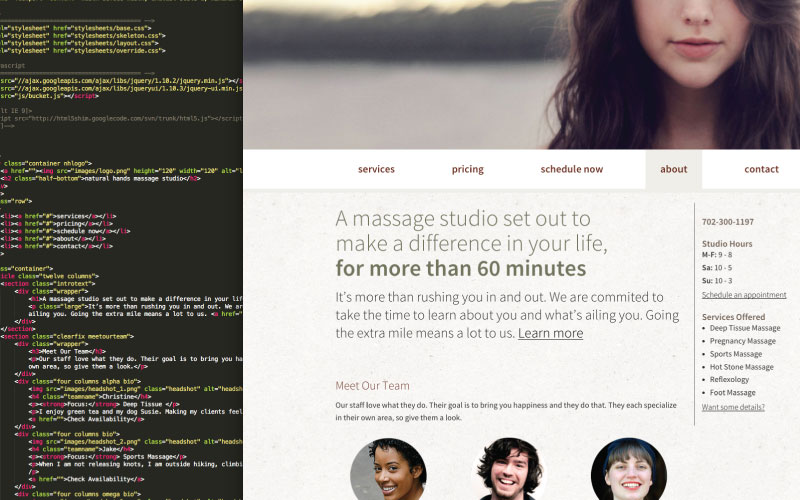 ================================ -->
="stylesheet" href="stylesheets/base.css">
="stylesheet" href="stylesheets/skeleton.css">
="stylesheet" href="stylesheets/layout.css">
="stylesheet" href="stylesheets/override.css">
================================ -->
src="//ajax.googleapis.com/ajax/libs/jquery/1.10.2/jquery.min.js"></s
src="//ajax.googleapis.com/ajax/libs/jqueryui/1.10.3/jquery-ui.min.js
src="js/bucket.js"></script>
lt IE 9]>
ript src="http://html5shim.googlecode.com/svn/trunk/html5.js"></script
]-->
class="container nhlogo">
<a href=""><img src="images/logo.png" height="120" width="120" alt="l
<h2 class="half-bottom">natural hands massage studio</h2>
v>
>
"row">
<li><a href="#">services</a></li>
<li><a href="#">pricing</a></li>
<li><a href="#">schedule now</a></li>
<li><a href="#">about</a></li>
<li><a href="#">contact</a></li>
>
ass="container">
icle class="twelve columns">
<section class="introtext">
<div class="wrapper">
<h1>A massage studio set out to make a difference in your life
<p class="large">It's more than rushing you in and out. We are
ailing you. Going the extra mile means a lot to us. <a href="
</div>
</section>
<section class="clearfix meetourteam">
<div class="wrapper">
<h3>Meet Our Team</h3>
<p>Our staff love what they do. Their goal is to bring you hap
own area, so give them a look.</p>
</div>
<div class="four columns alpha bio">
<img src="images/headshot_1.png" class="headshot" alt="headsho
<h4 class="teamname">Christine</h4>
<p><strong>Focus:</strong> Deep Tissue </p>
<p>I enjoy green tea and my dog Susie. Making my clients feel
<a href="">Check Availability</a>
</div>
<div class="four columns bio">
<img src="images/headshot_2.png" class="headshot" alt="headsho
<h4 class="teamname">Jake</h4>
<p><strong>Focus:</strong> Sports Massage</p>
<p>When I am not releasing knots, I am outside hiking, climbi
/p>
<a href="">Check Availability</a>
</div>
<div class="four columns omega bio">
services
pricing
schedule now
about
contact
A massage studio set out to
make a difference in your life,
for more than 60 minutes
It's more than rushing you in and out. We are commited to
take the time to learn about you and what's ailing you. Going
the extra mile means a lot to us. Learn more
Meet Our Team
Our staff love what they do. Their goal is to bring you happiness and they do that. They each specialize
in their own area, so give them a look.
702-300-1197
Studio Hours
M-F: 9 - 8
Sa: 10 - 5
Su: 10 - 3
Schedule an appointment
Services Offered
• Deep Tissue Massage
• Pregnancy Massage
• Sports Massage
• Hot Stone Massage
• Reflexology
• Foot Massage
Want some details?